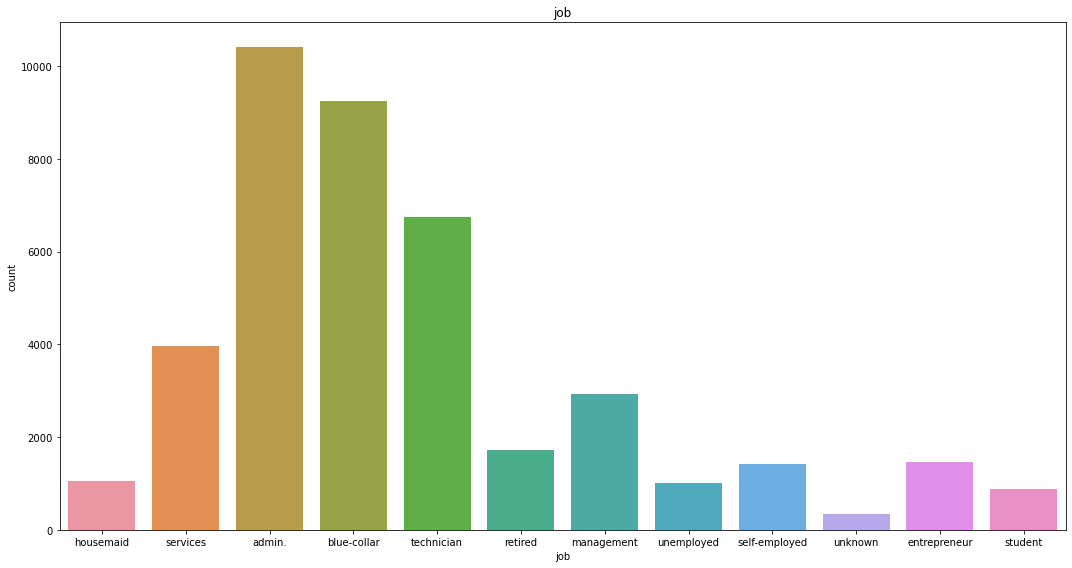 job
10000
8000
6000
4000
2000
0
count
housemaid services admin. blue-collar technician retired management unemployed self-employed unknown entrepreneur student
job